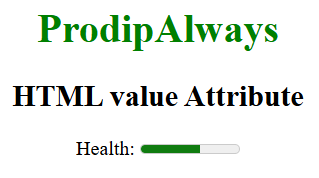 ProdipAlways
HTML value Attribute
Health: